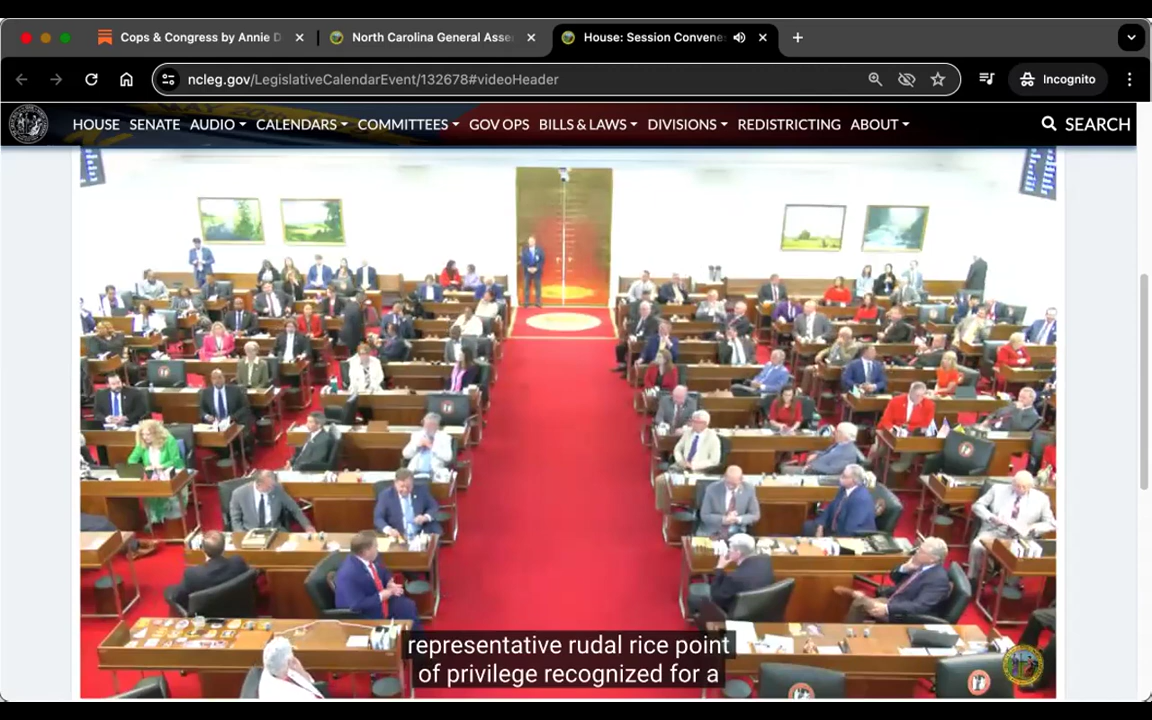 Cops & Congress by Annie D
North Carolina General Asse
House: Session Convene
ncleg.gov/LegislativeCalendarEvent/132678#videoHeader
Incognito
HOUSE SENATE AUDIO CALENDARS COMMITTEES GOV OPS BILLS & LAWS DIVISIONS REDISTRICTING ABOUT
SEARCH
representative rudal rice point
of privilege recognized for a